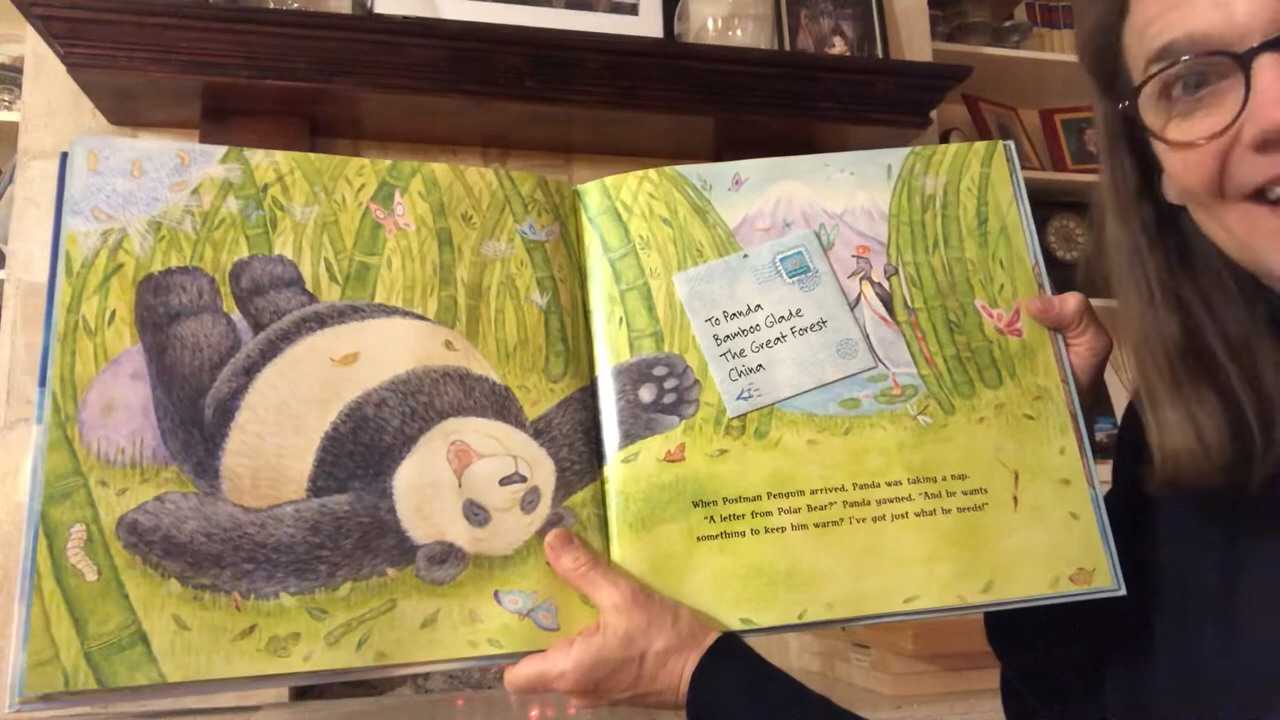 To Panda
Bamboo Glade
The Great Forest
China
When Postman Penguin arrived, Panda was taking a nap.
"A letter from Polar Bear?" Panda yawned. "And he wants
something to keep him warm? I've got just what he needs!"